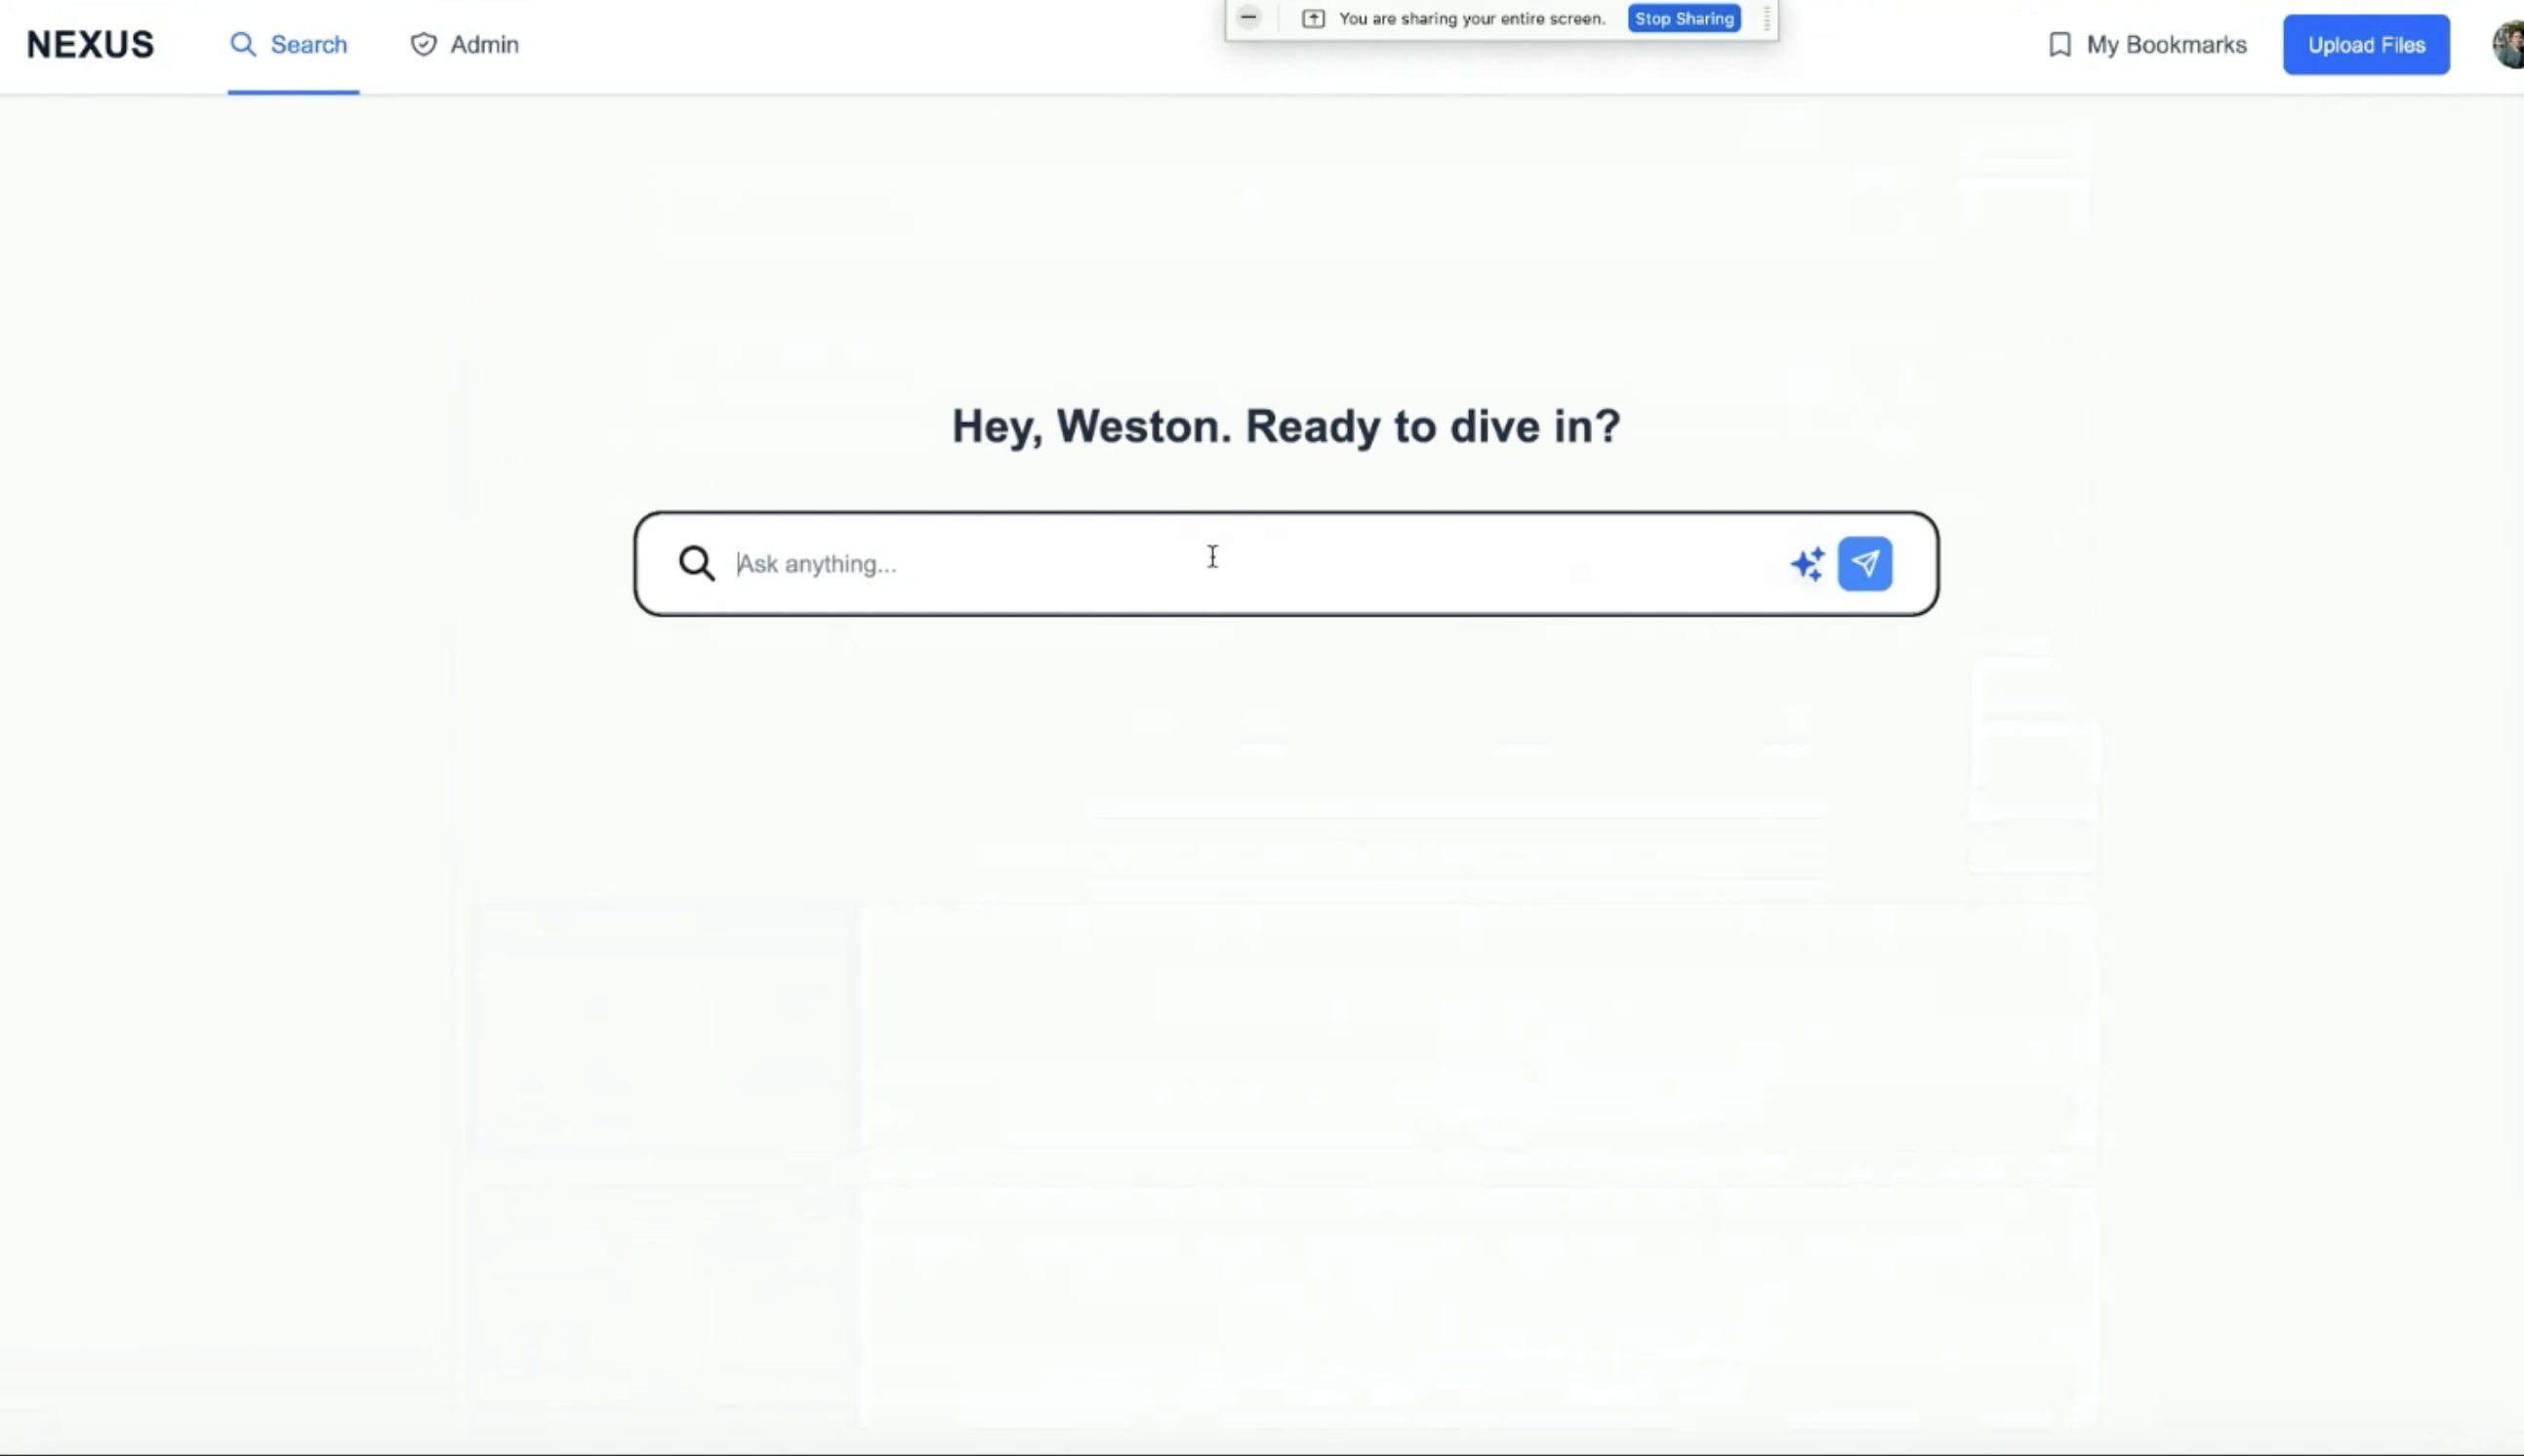 You are sharing your entire screen. Stop Sharing
NEXUS Search Admin My Bookmarks Upload Files
Hey, Weston. Ready to dive in?
Ask anything...